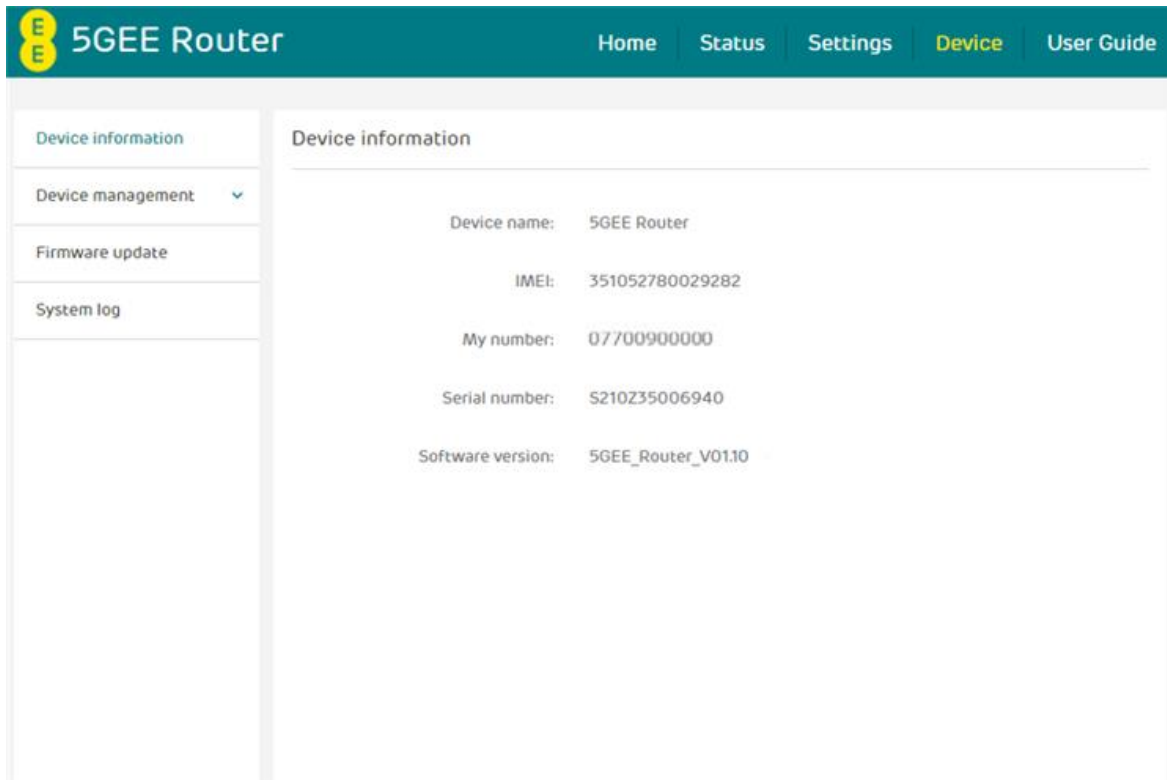 E
E
5GEE Router
Home Status Settings Device User Guide
Device information
Device management
Firmware update
System log
Device information
Device name: 5GEE Router
IMEI: 351052780029282
My number: 07700900000
Serial number: S210Z35006940
Software version: 5GEE_Router_V01.10